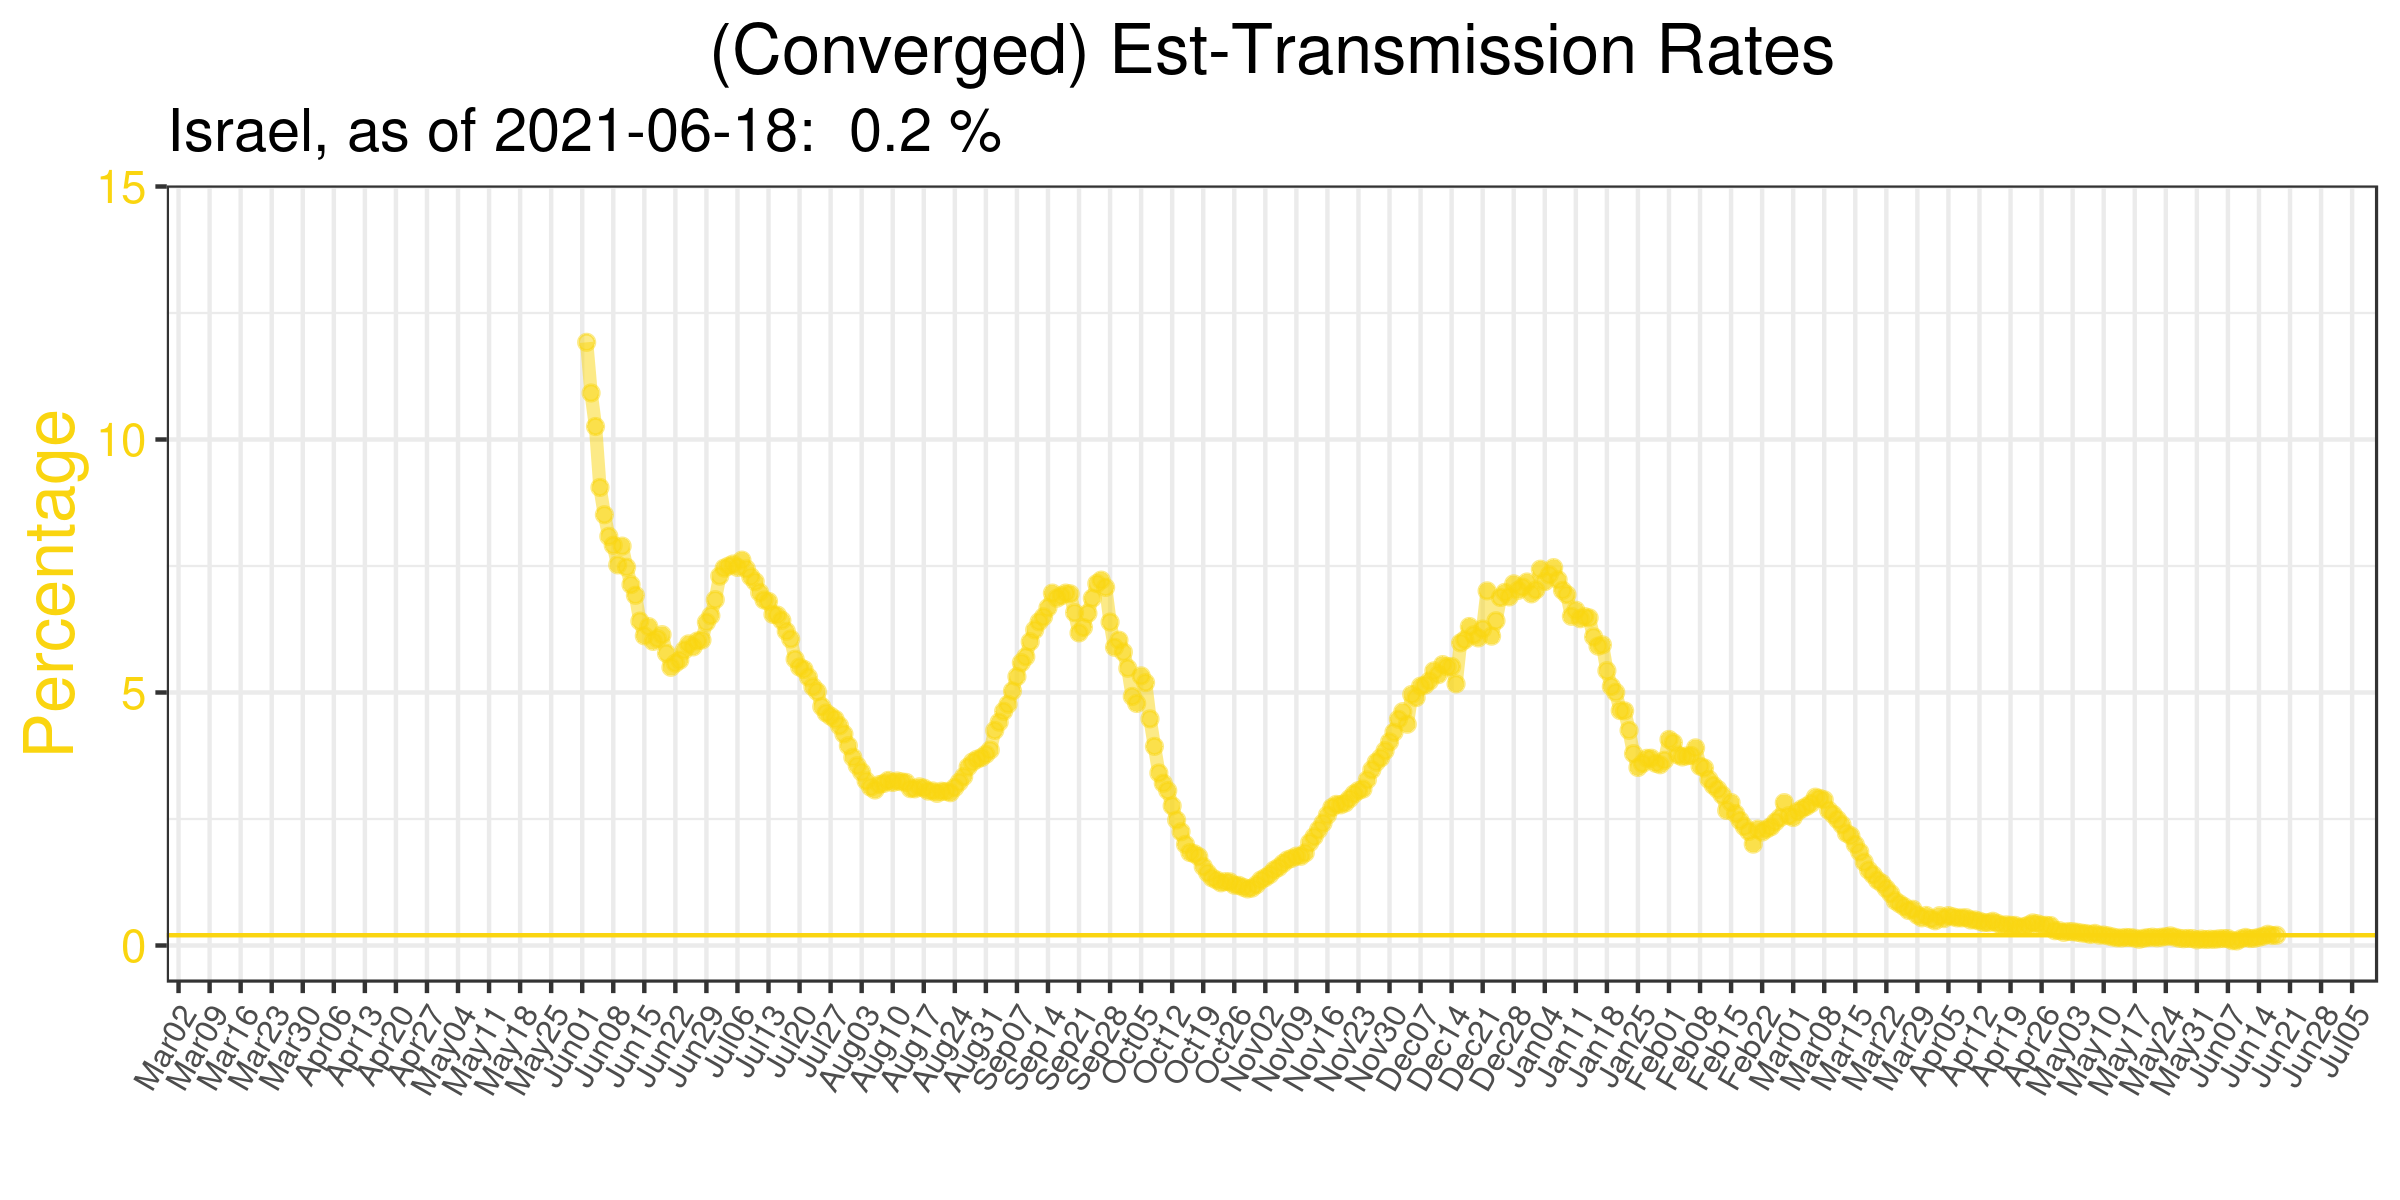 (Converged) Est-Transmission Rates
Israel, as of 2021-06-18:  0.2 %
Percentage
15
10
5
0
Mar02
Mar09
Mar16
Mar23
Mar30
Apr06
Apr13
Apr20
Apr27
May04
May11
May18
May25
Jun01
Jun08
Jun15
Jun22
Jun29
Jul06
Jul13
Jul20
Jul27
Aug03
Aug10
Aug17
Aug24
Aug31
Sep07
Sep14
Sep21
Sep28
Oct05
Oct12
Oct19
Oct26
Nov02
Nov09
Nov16
Nov23
Nov30
Dec07
Dec14
Dec21
Dec28
Jan04
Jan11
Jan18
Jan25
Feb01
Feb08
Feb15
Feb22
Mar01
Mar08
Mar15
Mar22
Mar29
Apr05
Apr12
Apr19
Apr26
May03
May10
May17
May24
May31
Jun07
Jun14
Jun21
Jun28
Jul05